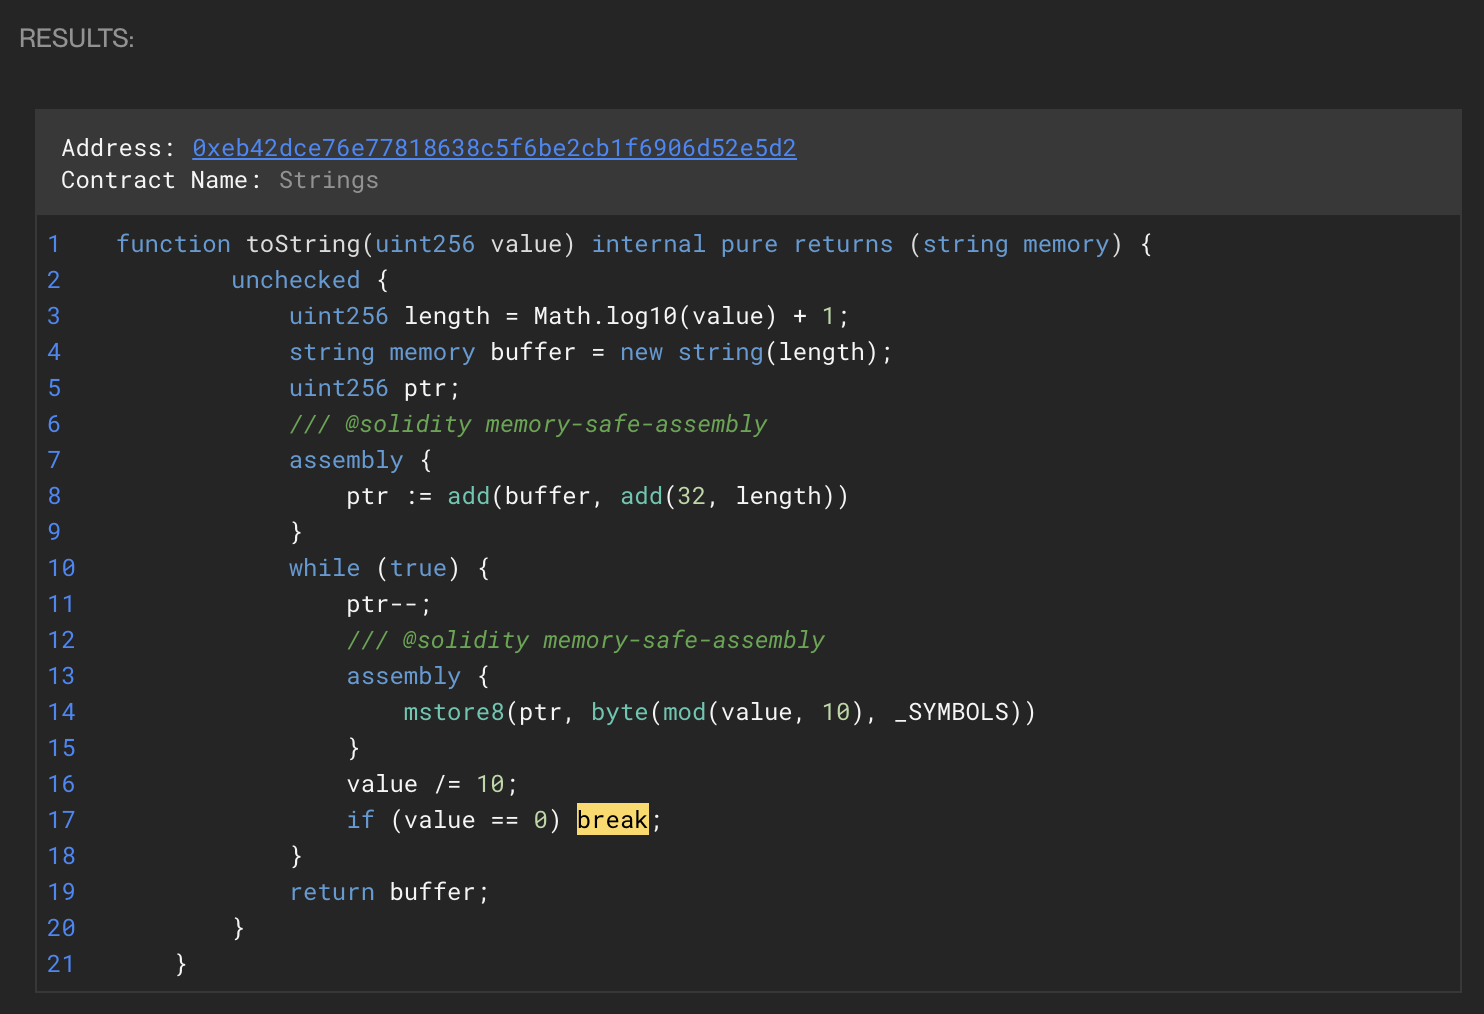 RESULTS:
Address: 0xeb42dce76e77818638c5f6be2cb1f6906d52e5d2
Contract Name: Strings
1    function toString(uint256 value) internal pure returns (string memory) {
2            unchecked {
3                uint256 length = Math.log10(value) + 1;
4                string memory buffer = new string(length);
5                uint256 ptr;
6                /// @solidity memory-safe-assembly
7                assembly {
8                    ptr := add(buffer, add(32, length))
9                }
10                while (true) {
11                    ptr--;
12                    /// @solidity memory-safe-assembly
13                    assembly {
14                        mstore8(ptr, byte(mod(value, 10), _SYMBOLS))
15                    }
16                    value /= 10;
17                    if (value == 0) break;
18                }
19                return buffer;
20            }
21        }